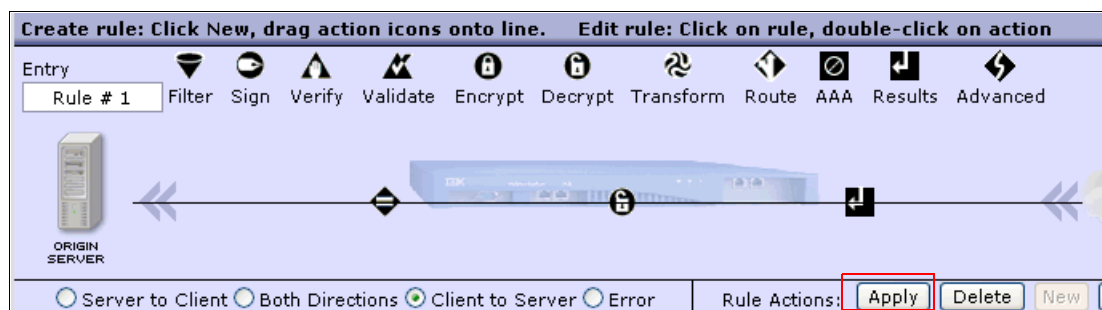 Create rule: Click New, drag action icons onto line. Edit rule: Click on rule, double-click on action
Entry
Rule # 1
Filter Sign Verify Validate Encrypt Decrypt Transform Route AAA Results Advanced
IBM
ORIGIN
SERVER
Server to Client Both Directions Client to Server Error Rule Actions: Apply Delete New